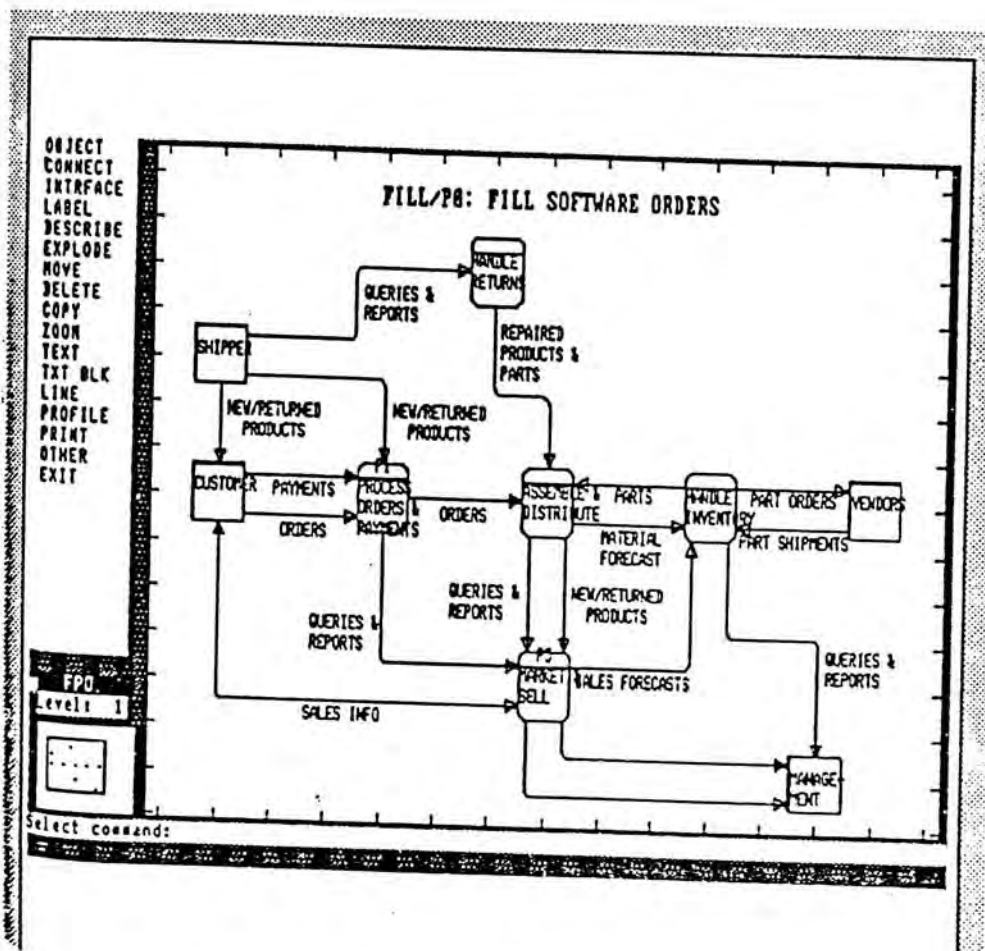 OBJECT
CONNECT
INTRFACE
LABEL
DESCRIBE
EXPLODE
MOVE
DELETE
COPY
ZOOM
TEXT
TXT BLK
LINE
PROFILE
PRINT
OTHER
EXIT
FPO.
Level: 1
Select command:
FILL/P0: FILL SOFTWARE ORDERS
HANDLE
RETURNS
QUERIES &
REPORTS
SHIPPER
REPAIRED
PRODUCTS &
PARTS
NEW/RETURNED
PRODUCTS
NEW/RETURNED
PRODUCTS
CUSTOMER
PAYMENTS
ORDERS
P1
PROCESS
ORDERS &
PAYMENTS
ORDERS
ASSEMBLE &
DISTRIBUTE
PARTS
MATERIAL
FORECAST
HANDLE
INVENTORY
PART ORDERS
PART SHIPMENTS
VENDORS
QUERIES &
REPORTS
QUERIES &
REPORTS
NEW/RETURNED
PRODUCTS
QUERIES &
REPORTS
MARKET &
SELL
SALES FORECASTS
SALES INFO
MANAGE-
MENT